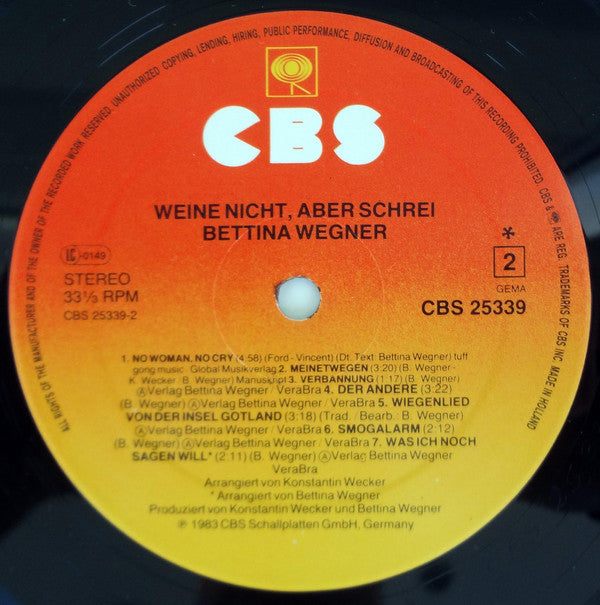 ALL RIGHTS OF THE MANUFACTURER AND OF THE OWNER OF THE RECORDED WORK RESERVED. UNAUTHORIZED COPYING, LENDING, HIRING, PUBLIC PERFORMANCE, DIFFUSION AND BROADCASTING OF THIS RECORDING PROHIBITED. CBS & ARE REG. TRADEMARKS OF CBS INC. MADE IN HOLLAND
CBS
WEINE NICHT, ABER SCHREI
BETTINA WEGNER
LC-0149
STEREO
33⅓ RPM
CBS 25339-2
*
2
GEMA
CBS 25339
1. NO WOMAN, NO CRY (4:58) (Ford - Vincent) (Dt. Text: Bettina Wegner) tuff
gong music · Global Musikverlag 2. MEINETWEGEN (3:20) (B. Wegner -
K. Wecker - B. Wegner) Manuskript 3. VERBANNUNG (1:17) (B. Wegner)
ⒶVerlag Bettina Wegner / VeraBra 4. DER ANDERE (3:22)
(B. Wegner) ⒶVerlag Bettina Wegner / VeraBra 5. WIEGENLIED
VON DER INSEL GOTLAND (3:18) (Trad. / Bearb.: B. Wegner)
ⒶVerlag Bettina Wegner / VeraBra 6. SMOGALARM (2:12)
(B. Wegner) ⒶVerlag Bettina Wegner / VeraBra 7. WAS ICH NOCH
SAGEN WILL* (2:11) (B. Wegner) ⒶVerlag Bettina Wegner /
VeraBra
Arrangiert von Konstantin Wecker
* Arrangiert von Bettina Wegner
Produziert von Konstantin Wecker und Bettina Wegner
℗ 1983 CBS Schallplatten GmbH, Germany